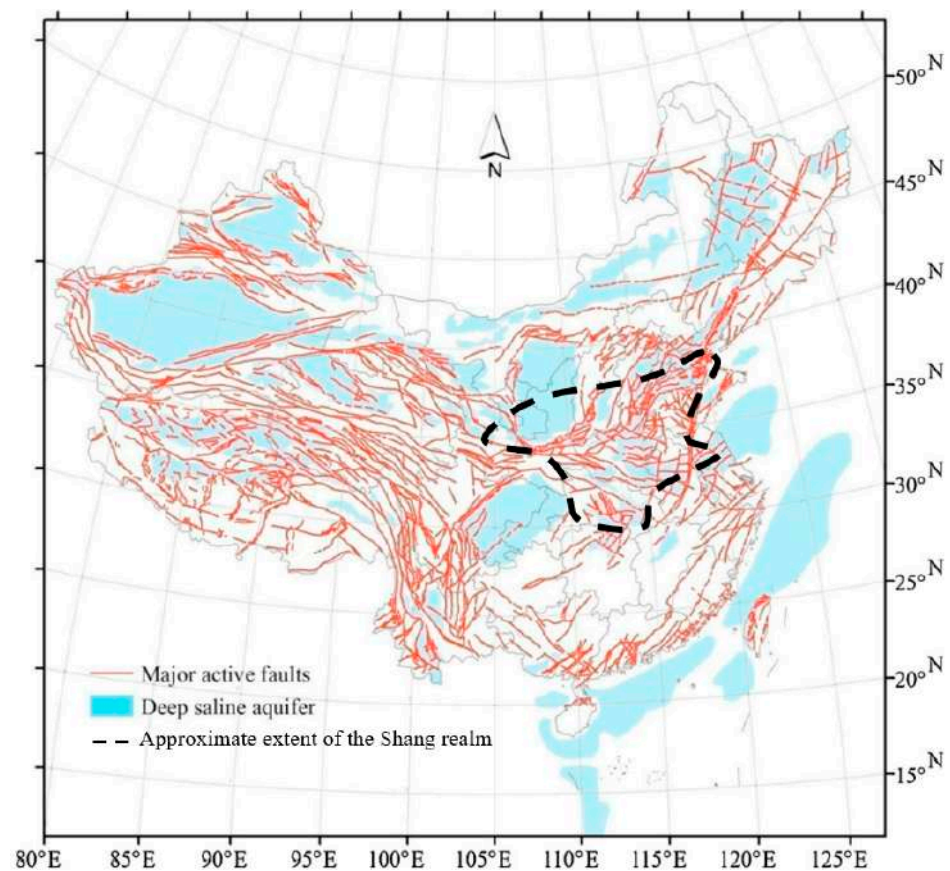 N
50°N
45°N
40°N
35°N
30°N
25°N
20°N
15°N
Major active faults
Deep saline aquifer
Approximate extent of the Shang realm
80°E 85°E 90°E 95°E 100°E 105°E 110°E 115°E 120°E 125°E